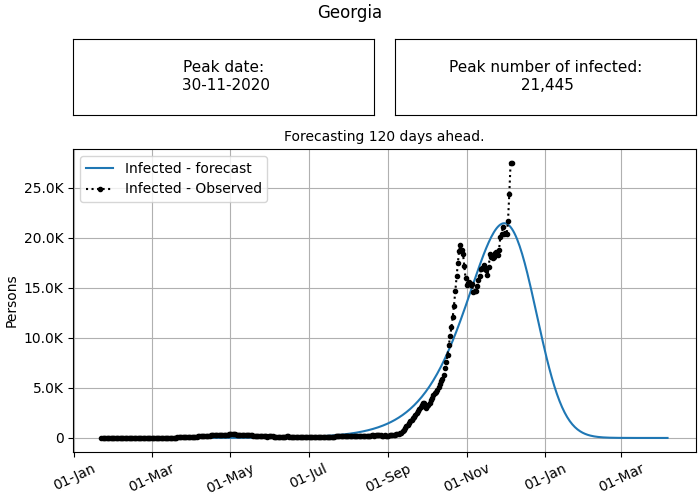 Georgia
Peak date:
30-11-2020
Peak number of infected:
21,445
Forecasting 120 days ahead.
Infected - forecast
Infected - Observed
Persons
25.0K
20.0K
15.0K
10.0K
5.0K
0
01-Jan
01-Mar
01-May
01-Jul
01-Sep
01-Nov
01-Jan
01-Mar